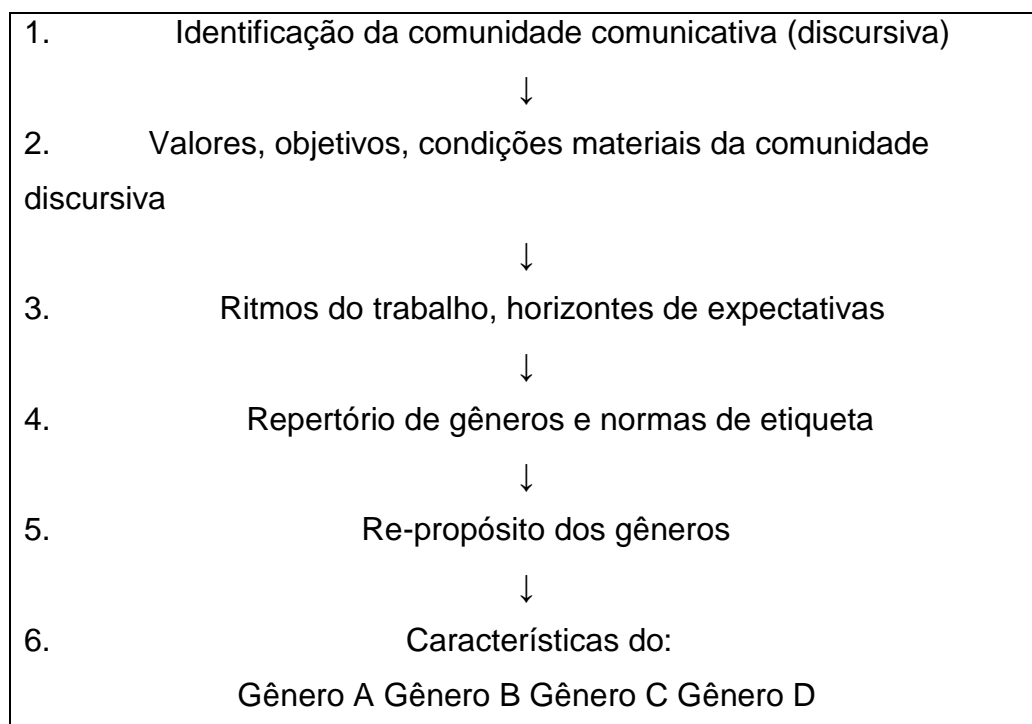 1. Identificação da comunidade comunicativa (discursiva)
↓
2. Valores, objetivos, condições materiais da comunidade
discursiva
↓
3. Ritmos do trabalho, horizontes de expectativas
↓
4. Repertório de gêneros e normas de etiqueta
↓
5. Re-propósito dos gêneros
↓
6. Características do:
Gênero A Gênero B Gênero C Gênero D